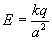 E = kq / a²